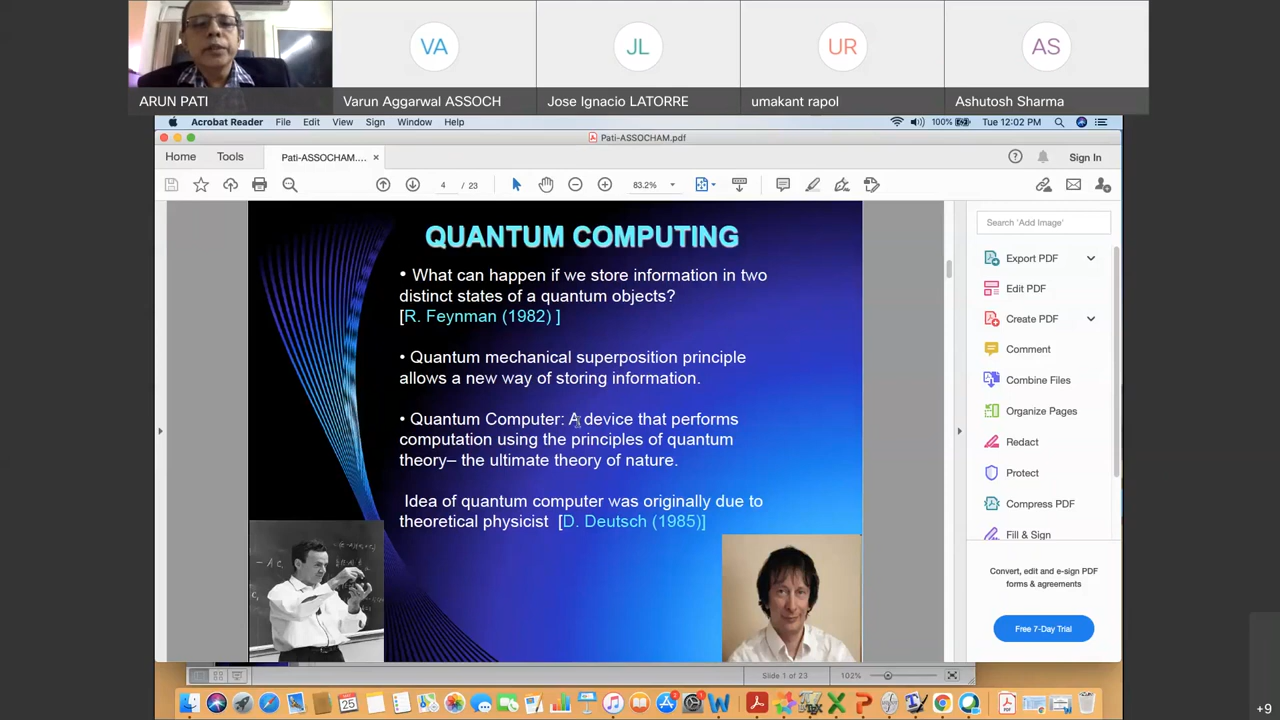 VA
JL
UR
AS
ARUN PATI
Varun Aggarwal ASSOCH
Jose Ignacio LATORRE
umakant rapol
Ashutosh Sharma
Acrobat Reader File Edit View Sign Window Help
100% Tue 12:02 PM
Pati-ASSOCHAM.pdf
Home Tools Pati-ASSOCHAM.... × Sign In
4 / 23 83.2%
QUANTUM COMPUTING
• What can happen if we store information in two
distinct states of a quantum objects?
[R. Feynman (1982) ]
• Quantum mechanical superposition principle
allows a new way of storing information.
• Quantum Computer: A device that performs
computation using the principles of quantum
theory– the ultimate theory of nature.
Idea of quantum computer was originally due to
theoretical physicist [D. Deutsch (1985)]
Search 'Add Image'
Export PDF
Edit PDF
Create PDF
Comment
Combine Files
Organize Pages
Redact
Protect
Compress PDF
Fill & Sign
Convert, edit and e-sign PDF
forms & agreements
Free 7-Day Trial
Slide 1 of 23 102%
25
+9